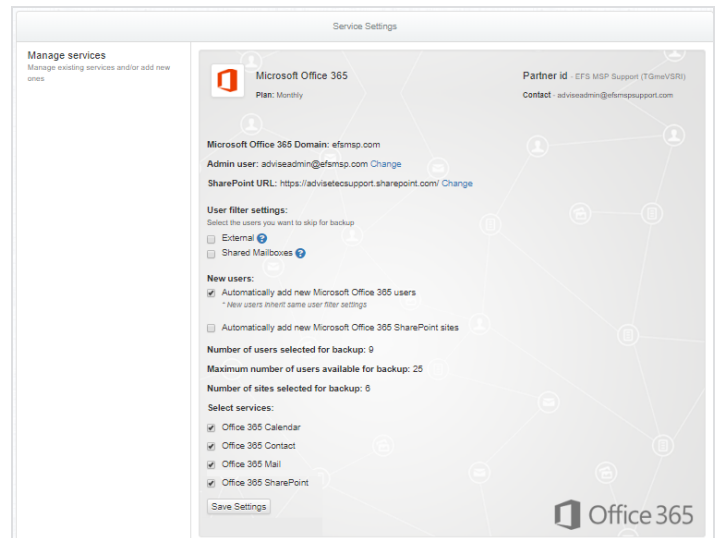 Service Settings
Manage services
Manage existing services and/or add new
ones
Microsoft Office 365
Plan: Monthly
Partner id - EFS MSP Support (TGmeVSRI)
Contact - adviseadmin@efsmspsupport.com
Microsoft Office 365 Domain: efsmsp.com
Admin user: adviseadmin@efsmsp.com Change
SharePoint URL: https://advisetecsupport.sharepoint.com/ Change
User filter settings:
Select the users you want to skip for backup
External ?
Shared Mailboxes ?
New users:
Automatically add new Microsoft Office 365 users
* New users inherit same user filter settings
Automatically add new Microsoft Office 365 SharePoint sites
Number of users selected for backup: 9
Maximum number of users available for backup: 25
Number of sites selected for backup: 6
Select services:
Office 365 Calendar
Office 365 Contact
Office 365 Mail
Office 365 SharePoint
Save Settings
Office 365